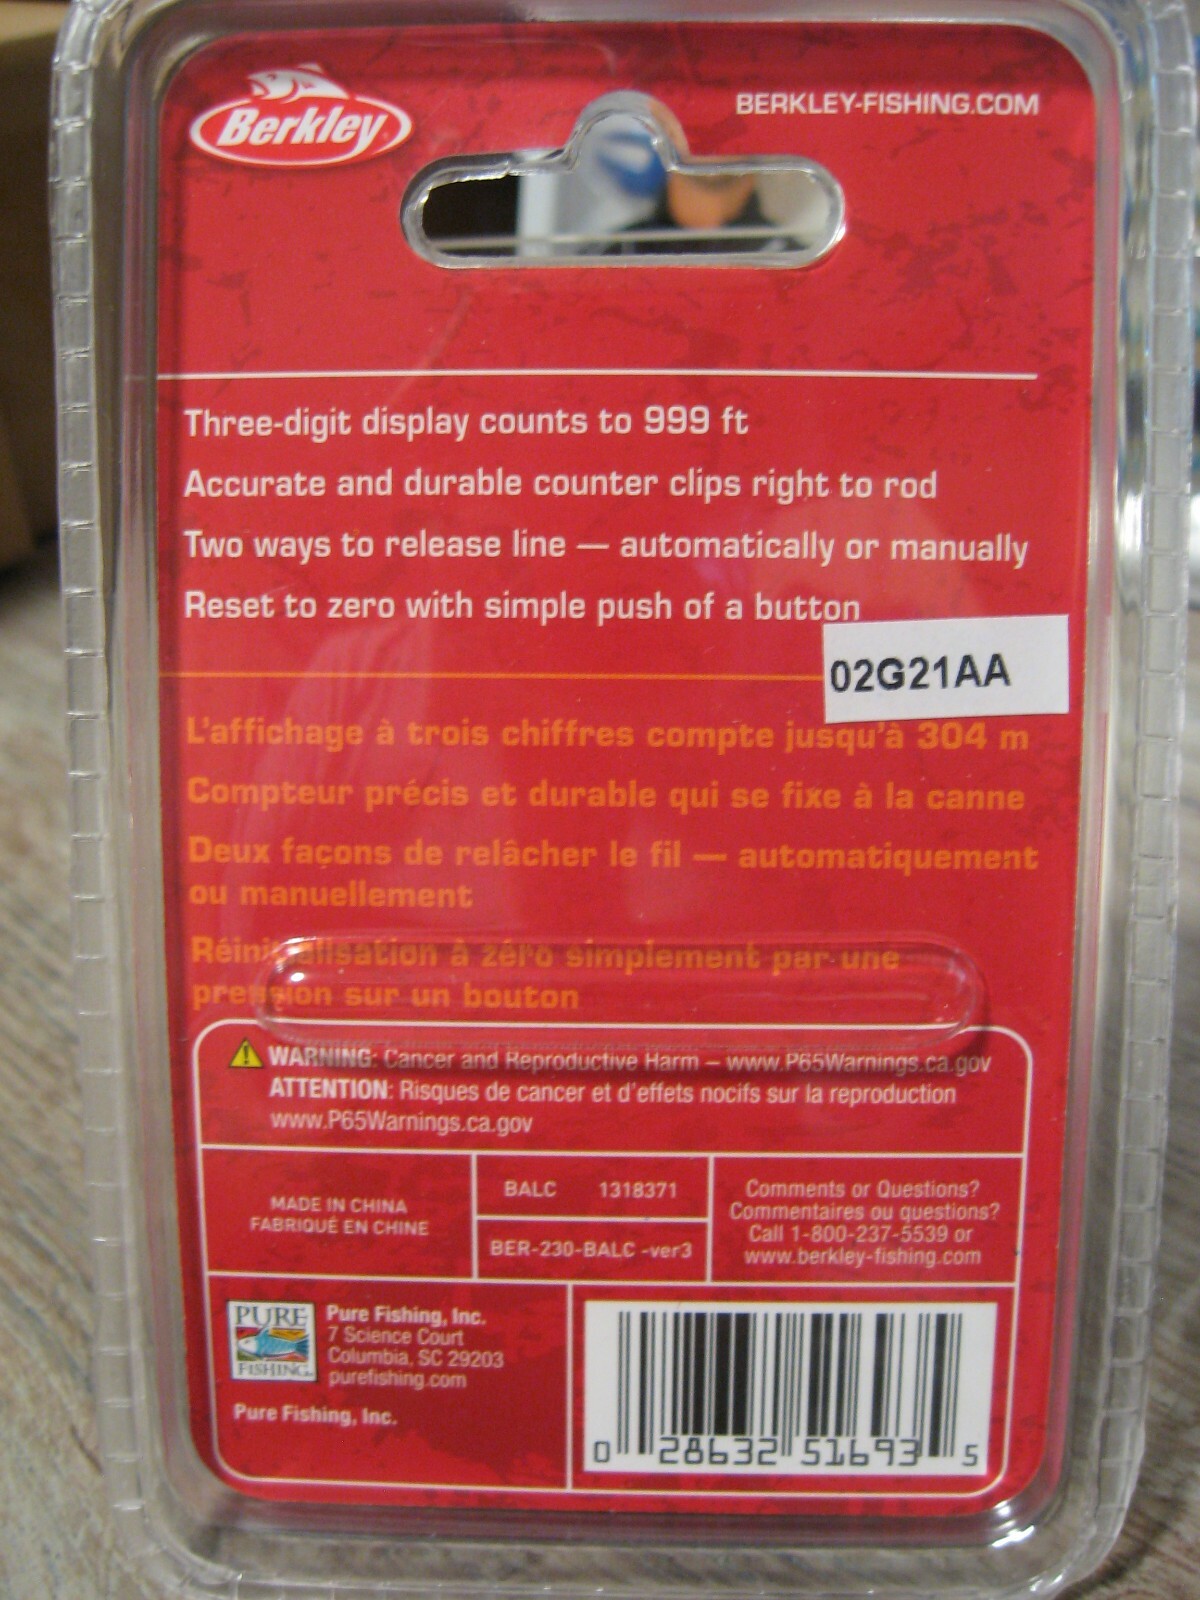 Berkley
BERKLEY-FISHING.COM
Three-digit display counts to 999 ft
Accurate and durable counter clips right to rod
Two ways to release line — automatically or manually
Reset to zero with simple push of a button
02G21AA
L'affichage à trois chiffres compte jusqu'à 304 m
Compteur précis et durable qui se fixe à la canne
Deux façons de relâcher le fil — automatiquement
ou manuellement
Réinitialisation à zéro simplement par une
pression sur un bouton
WARNING: Cancer and Reproductive Harm – www.P65Warnings.ca.gov
ATTENTION: Risques de cancer et d'effets nocifs sur la reproduction
www.P65Warnings.ca.gov
MADE IN CHINA
FABRIQUÉ EN CHINE
BALC 1318371
BER-230-BALC -ver3
Comments or Questions?
Commentaires ou questions?
Call 1-800-237-5539 or
www.berkley-fishing.com
PURE
FISHING
Pure Fishing, Inc.
7 Science Court
Columbia, SC 29203
purefishing.com
Pure Fishing, Inc.
0 28632 51693 5